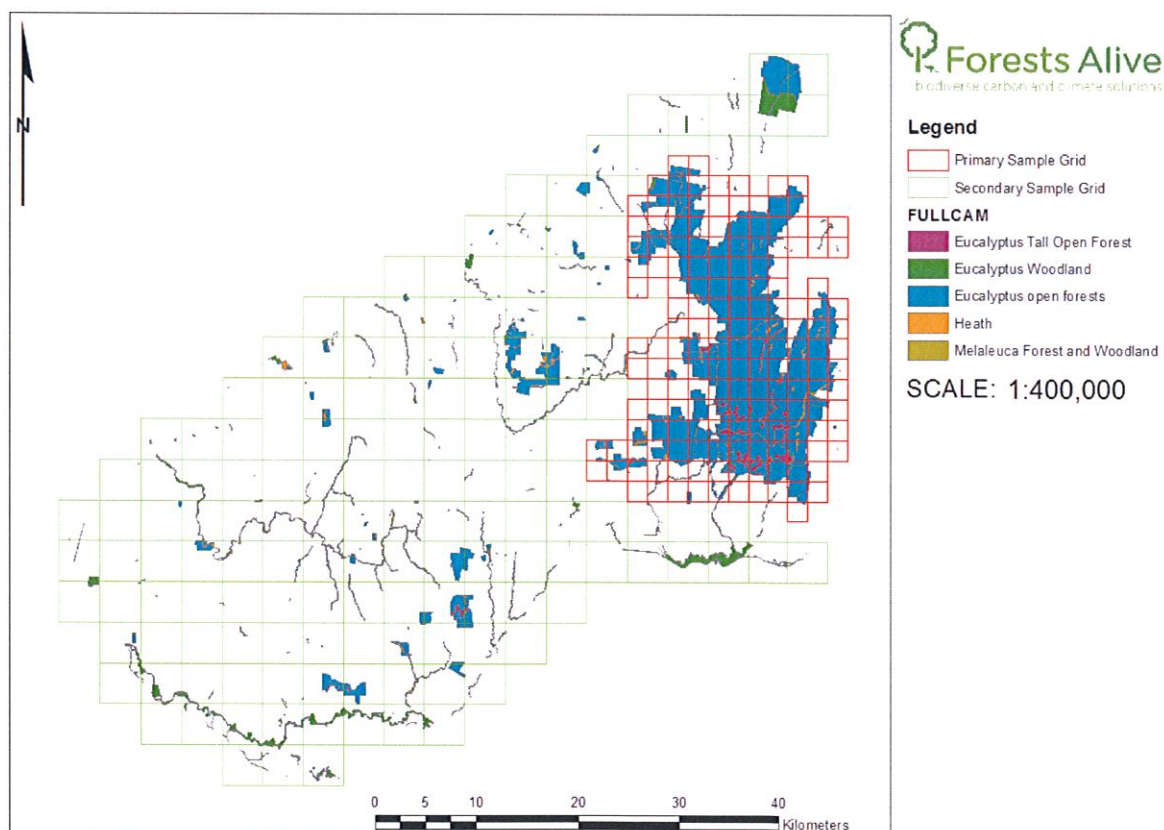 N
Forests Alive
biodiverse carbon and climate solutions
Legend
Primary Sample Grid
Secondary Sample Grid
FULLCAM
Eucalyptus Tall Open Forest
Eucalyptus Woodland
Eucalyptus open forests
Heath
Melaleuca Forest and Woodland
SCALE: 1:400,000
0 5 10 20 30 40
Kilometers